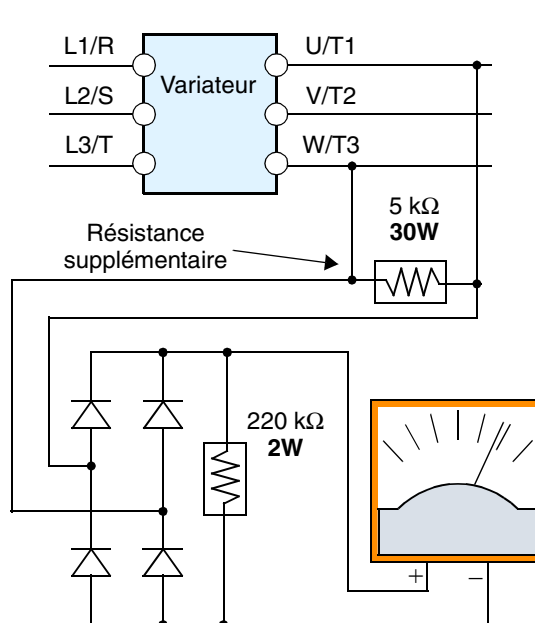 L1/R
U/T1
Variateur
L2/S
V/T2
L3/T
W/T3
5 kΩ
30W
Résistance
supplémentaire
220 kΩ
2W
+
−